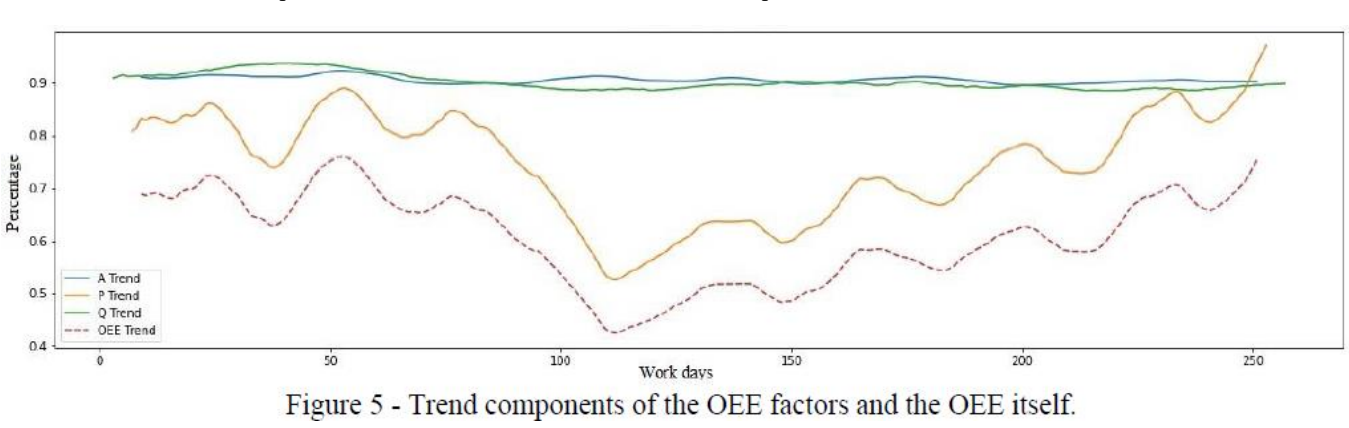 0.9
0.8
0.7
0.6
0.5
0.4
Percentage
A Trend
P Trend
Q Trend
OEE Trend
0 50 100 150 200 250
Work days
Figure 5 - Trend components of the OEE factors and the OEE itself.